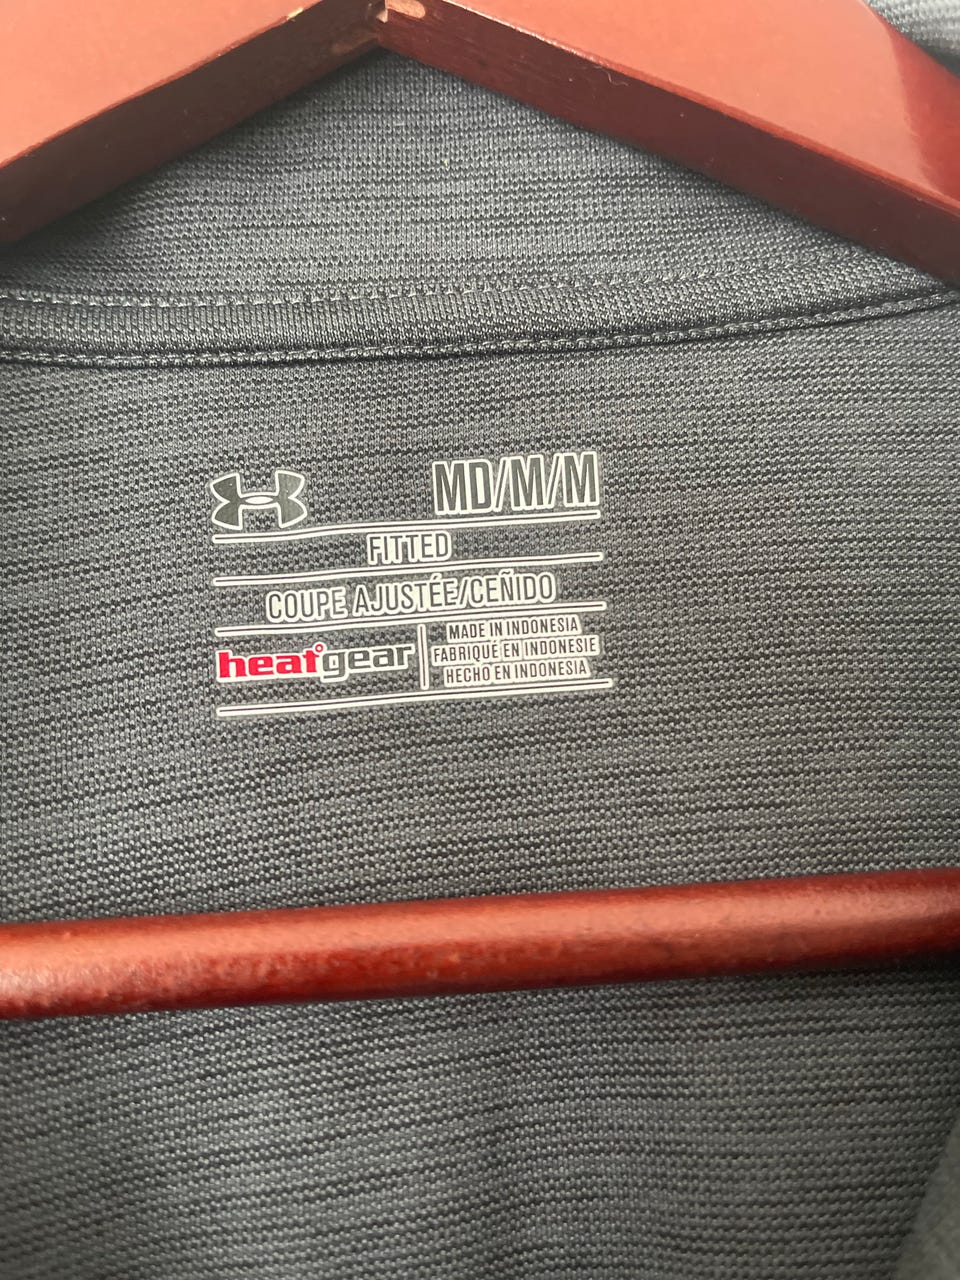 MD/M/M
FITTED
COUPE AJUSTÉE/CEÑIDO
heatgear
MADE IN INDONESIA
FABRIQUÉ EN INDONESIE
HECHO EN INDONESIA